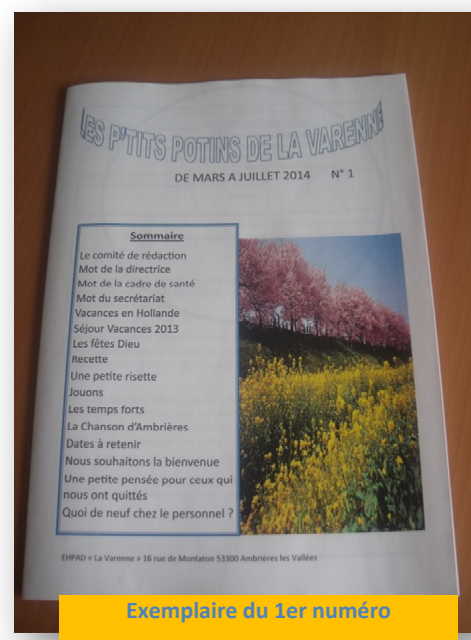 LES P'TITS POTINS DE LA VARENNE
DE MARS A JUILLET 2014 N° 1
Sommaire
Le comité de rédaction
Mot de la directrice
Mot de la cadre de santé
Mot du secrétariat
Vacances en Hollande
Séjour Vacances 2013
Les fêtes Dieu
Recette
Une petite risette
Jouons
Les temps forts
La Chanson d'Ambrières
Dates à retenir
Nous souhaitons la bienvenue
Une petite pensée pour ceux qui
nous ont quittés
Quoi de neuf chez le personnel ?
EHPAD « La Varenne » 16 rue de Montaton 53300 Ambrières les Vallées
Exemplaire du 1er numéro